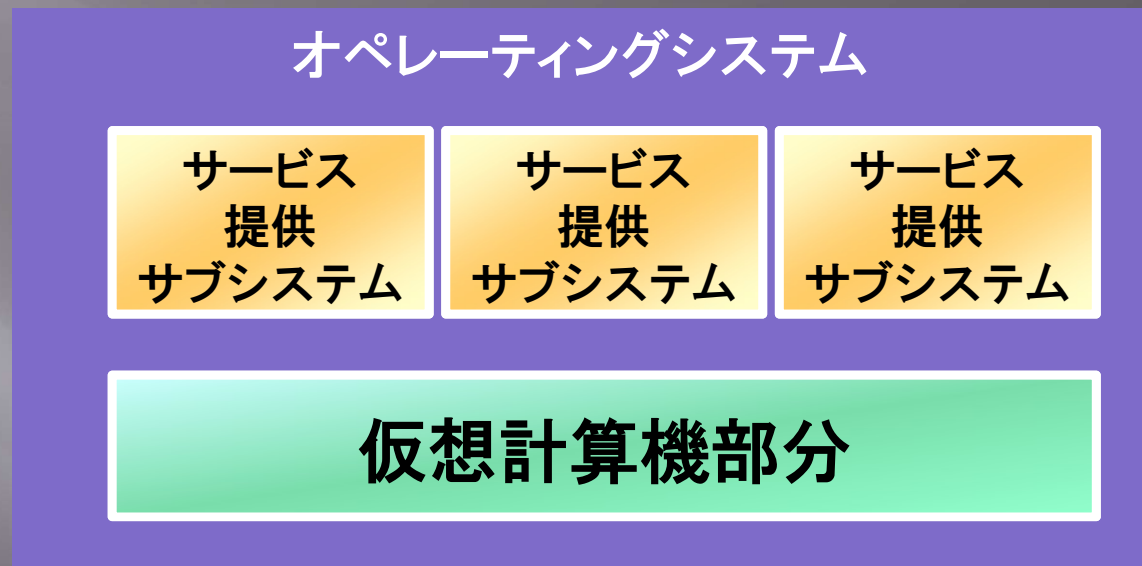 オペレーティングシステム
サービス
提供
サブシステム
サービス
提供
サブシステム
サービス
提供
サブシステム
仮想計算機部分